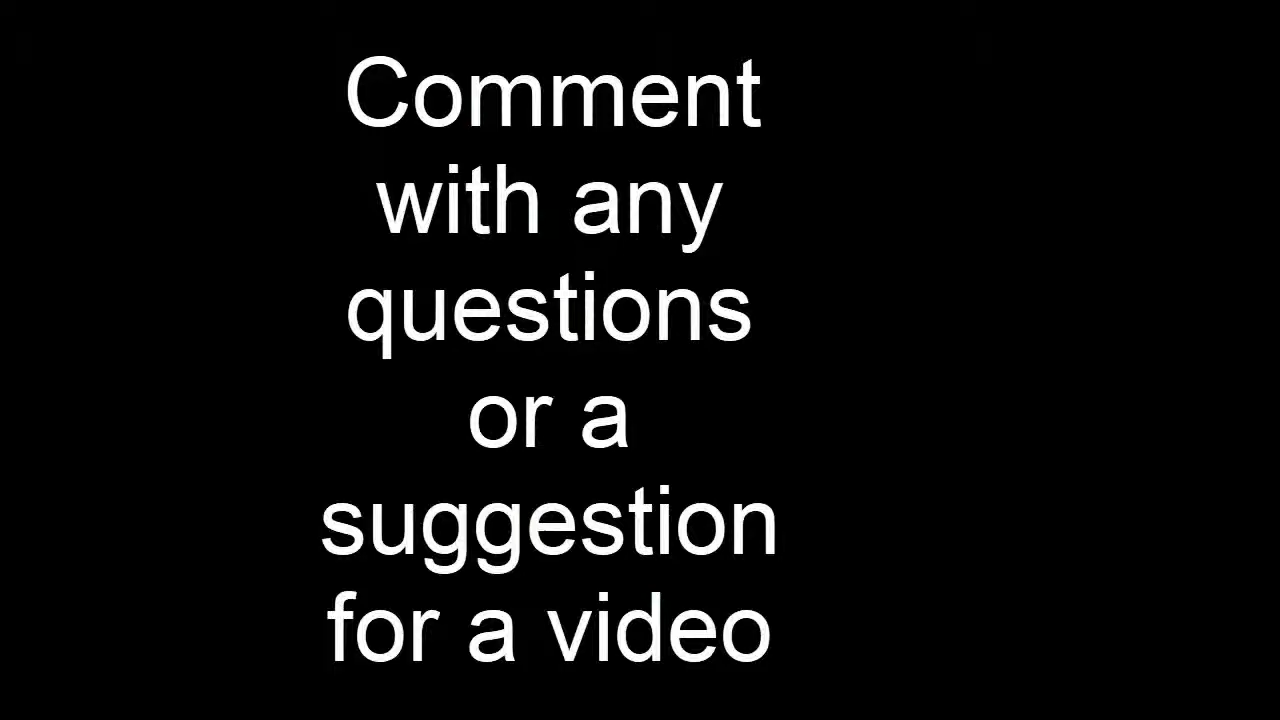 Comment
with any
questions
or a
suggestion
for a video